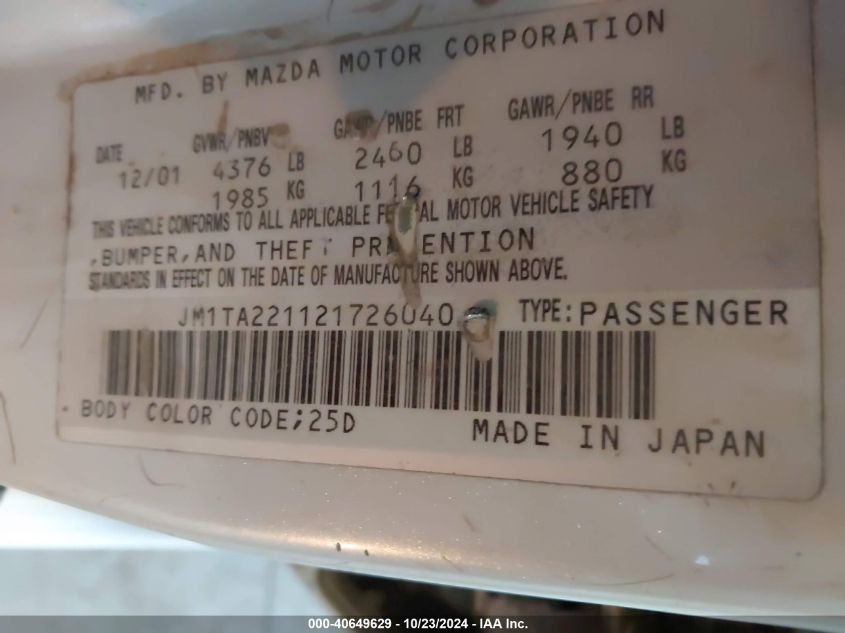 MFD. BY MAZDA MOTOR CORPORATION
DATE GVWR/PNBV GAWR/PNBE FRT GAWR/PNBE RR
12/01 4376 LB 2460 LB 1940 LB
1985 KG 1116 KG 880 KG
THIS VEHICLE CONFORMS TO ALL APPLICABLE FEDERAL MOTOR VEHICLE SAFETY
,BUMPER,AND THEFT PREVENTION
STANDARDS IN EFFECT ON THE DATE OF MANUFACTURE SHOWN ABOVE.
JM1TA221121726040 TYPE:PASSENGER
BODY COLOR CODE;25D
MADE IN JAPAN
000-40649629 - 10/23/2024 - IAA Inc.